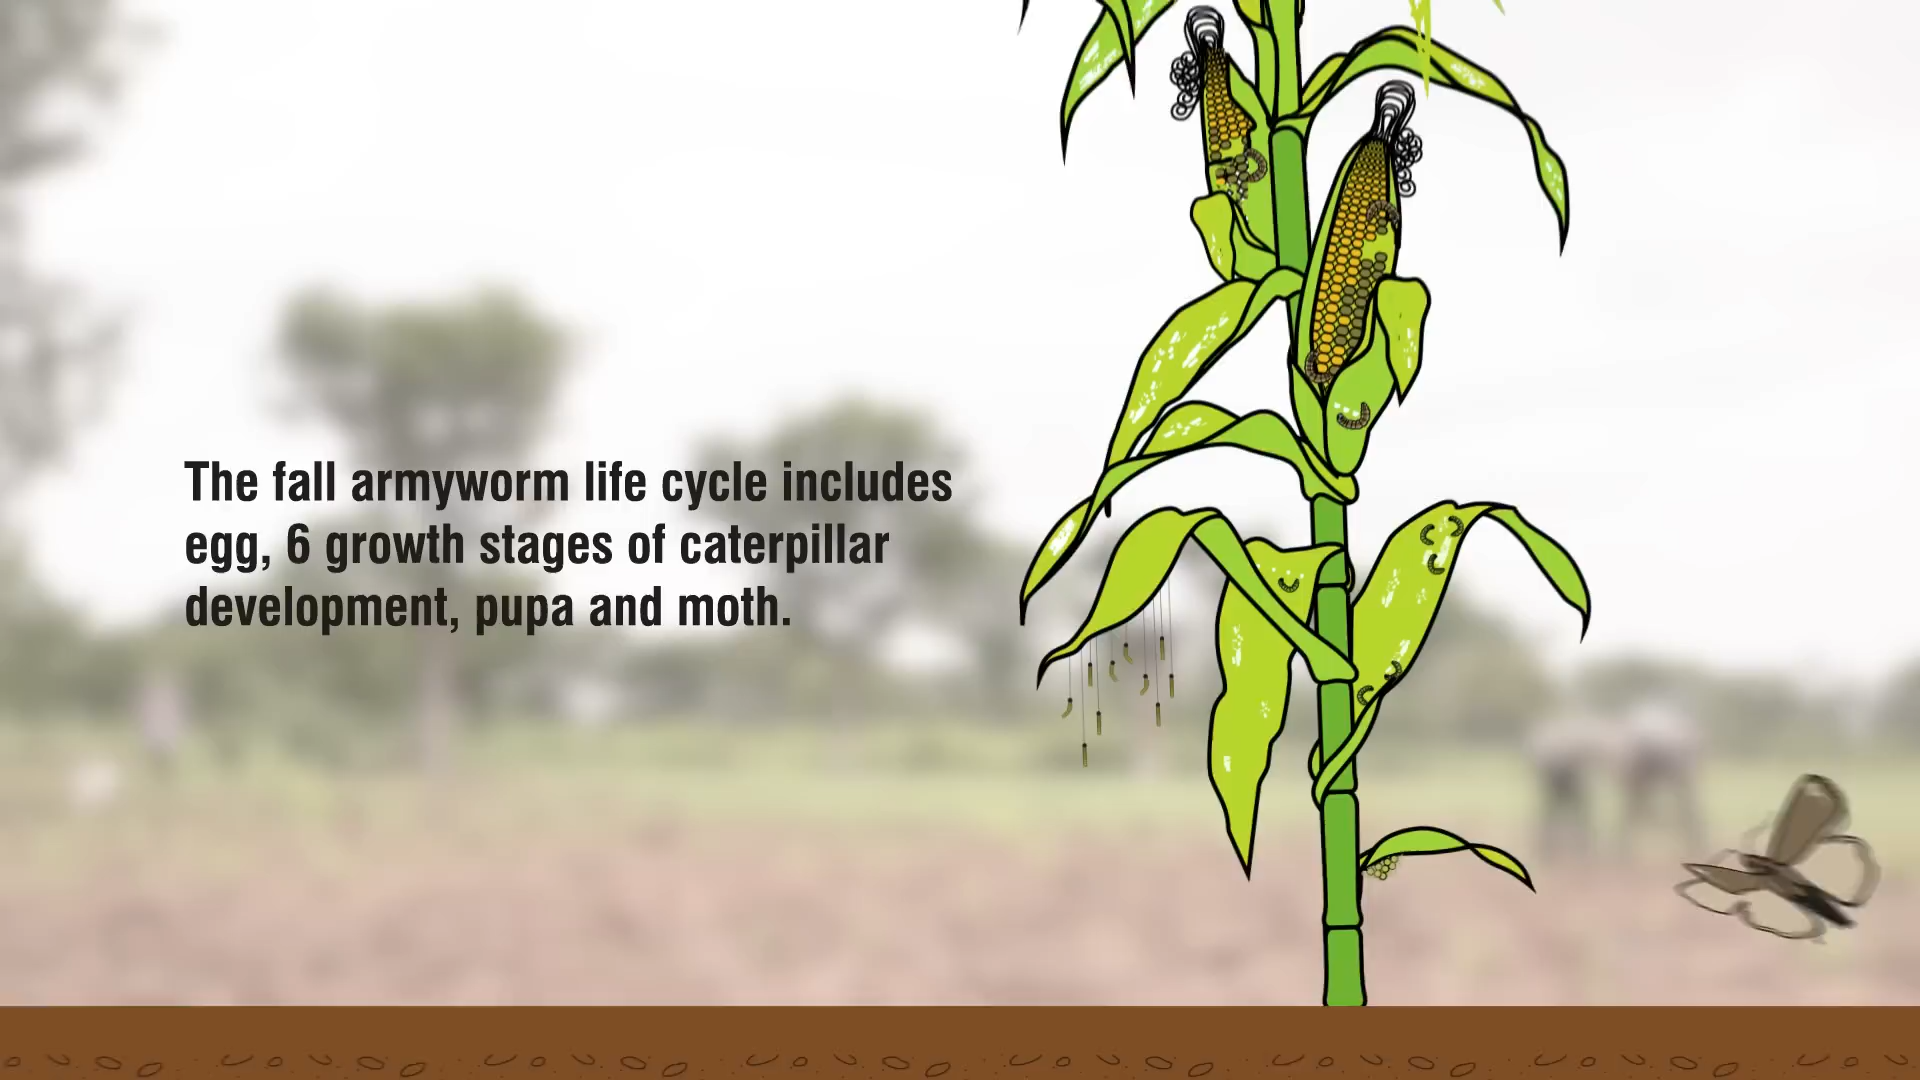 The fall armyworm life cycle includes
egg, 6 growth stages of caterpillar
development, pupa and moth.